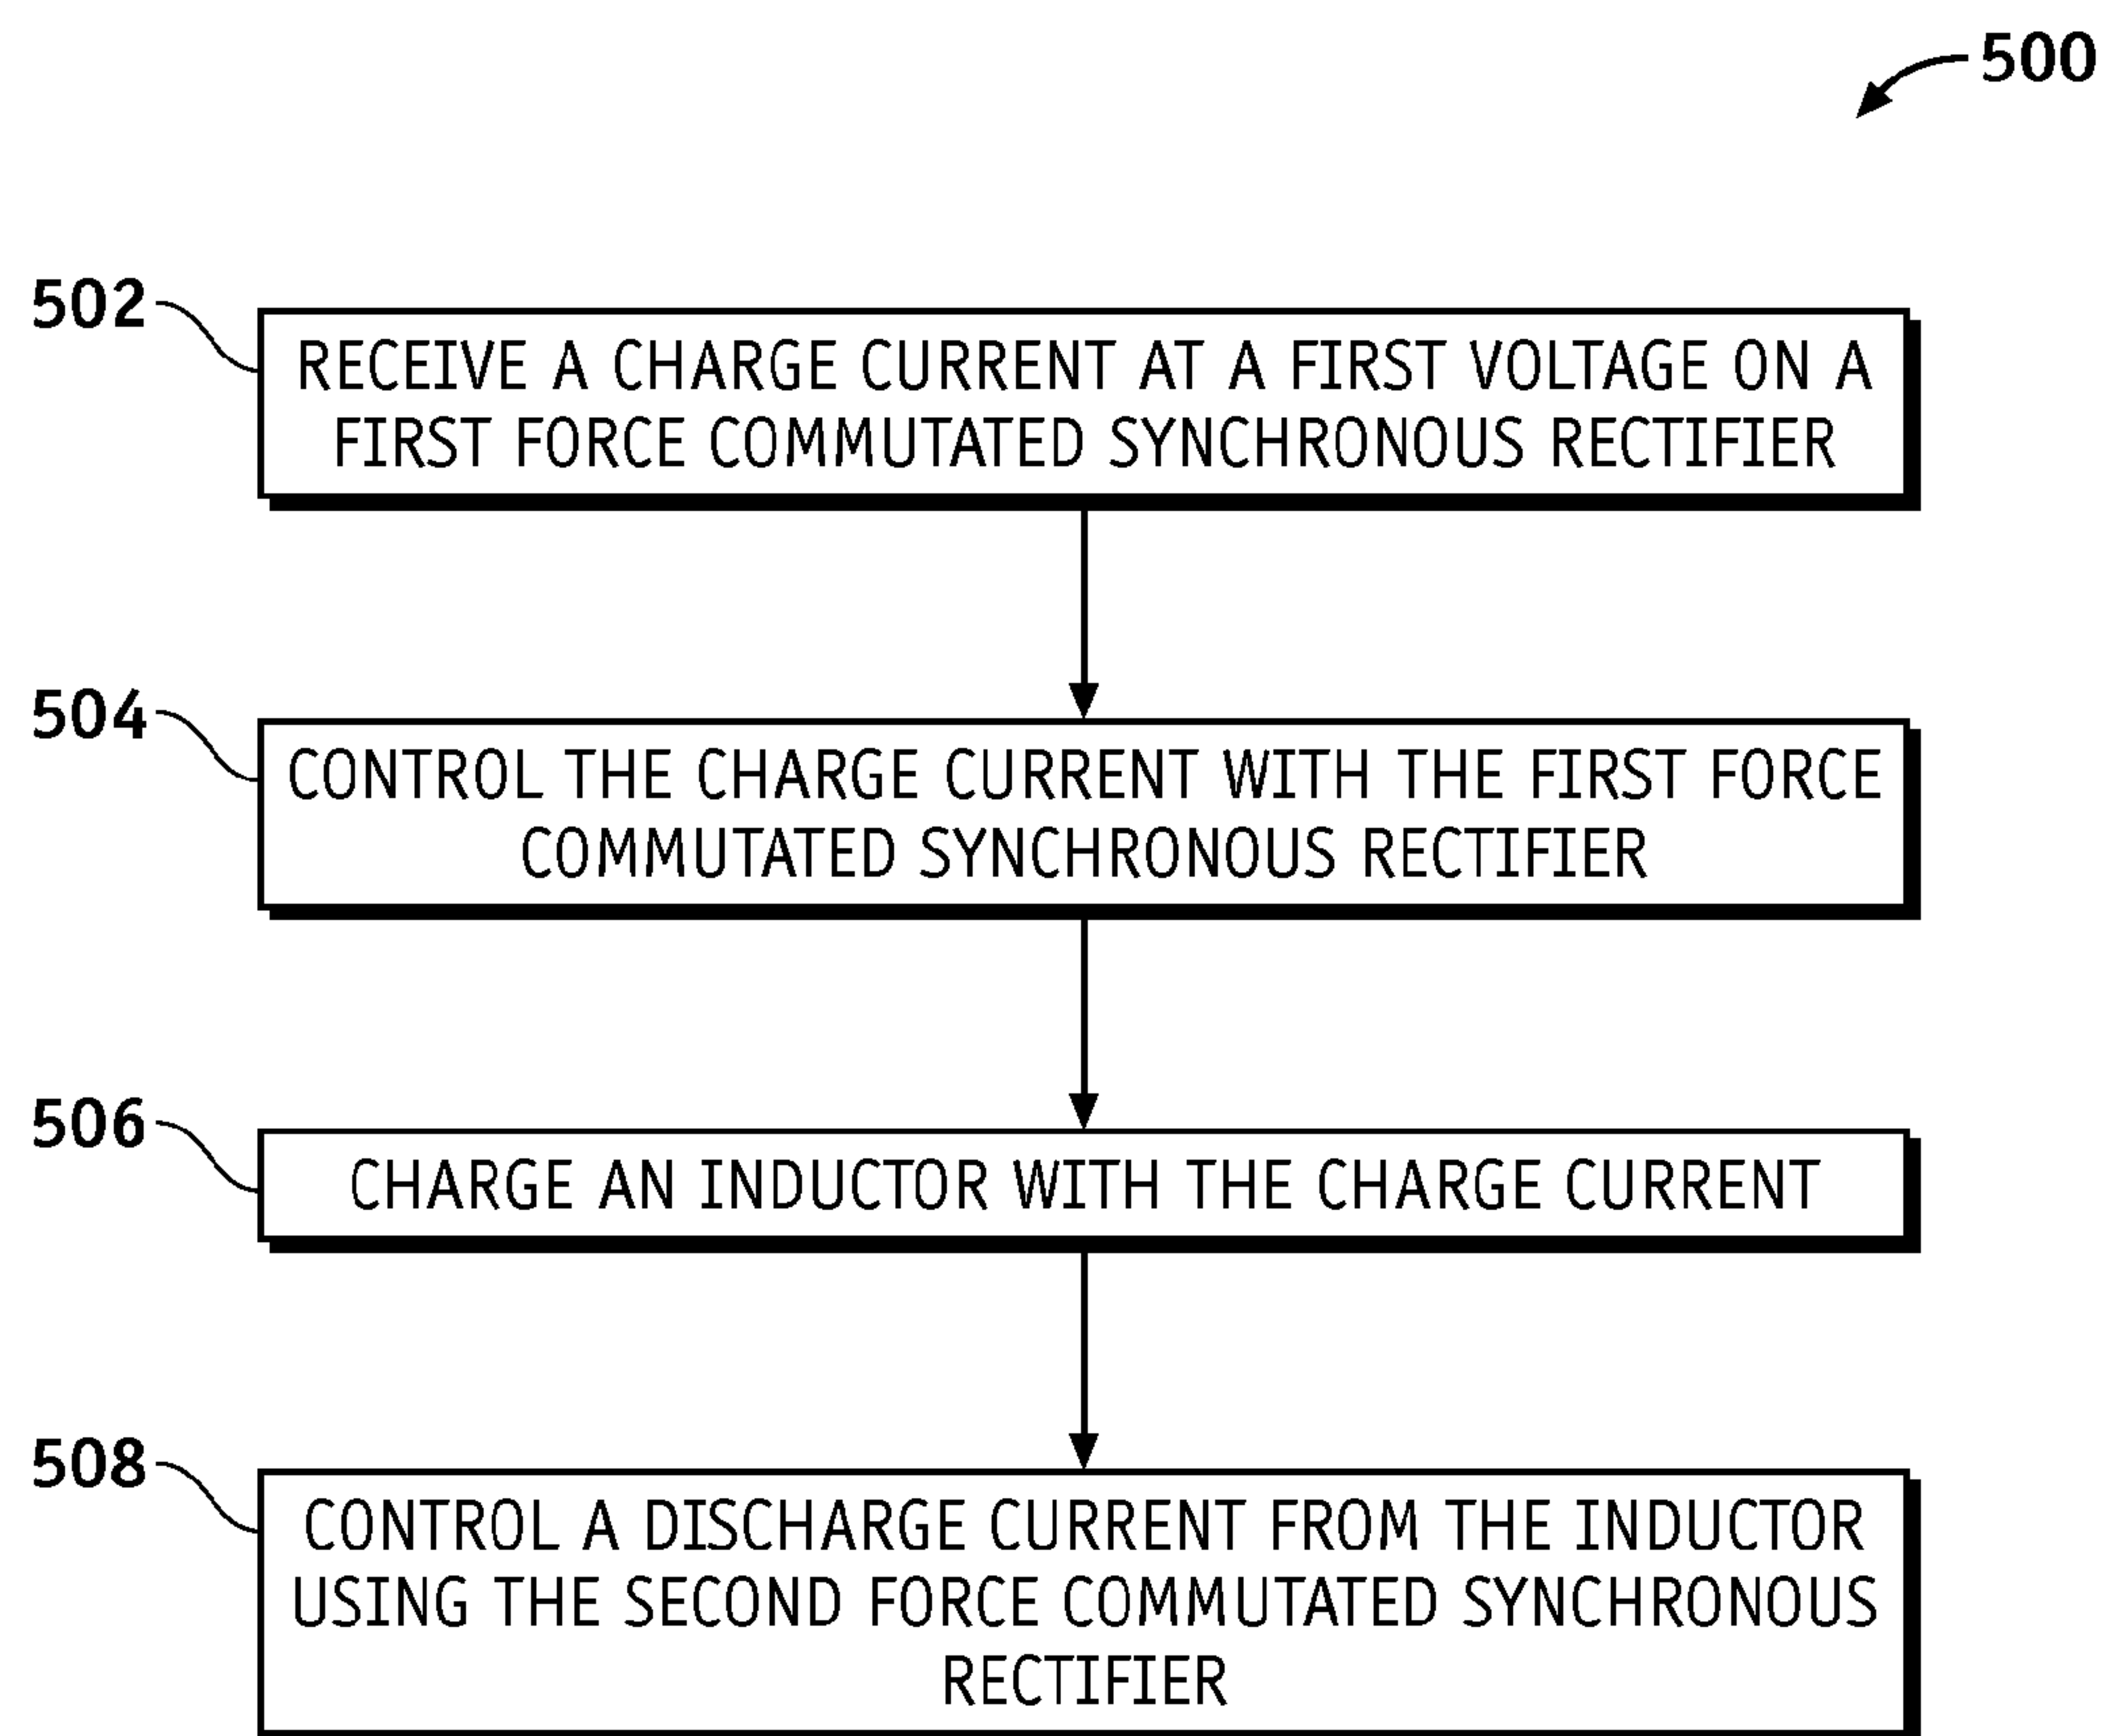 500
502
RECEIVE A CHARGE CURRENT AT A FIRST VOLTAGE ON A
FIRST FORCE COMMUTATED SYNCHRONOUS RECTIFIER
504
CONTROL THE CHARGE CURRENT WITH THE FIRST FORCE
COMMUTATED SYNCHRONOUS RECTIFIER
506
CHARGE AN INDUCTOR WITH THE CHARGE CURRENT
508
CONTROL A DISCHARGE CURRENT FROM THE INDUCTOR
USING THE SECOND FORCE COMMUTATED SYNCHRONOUS
RECTIFIER